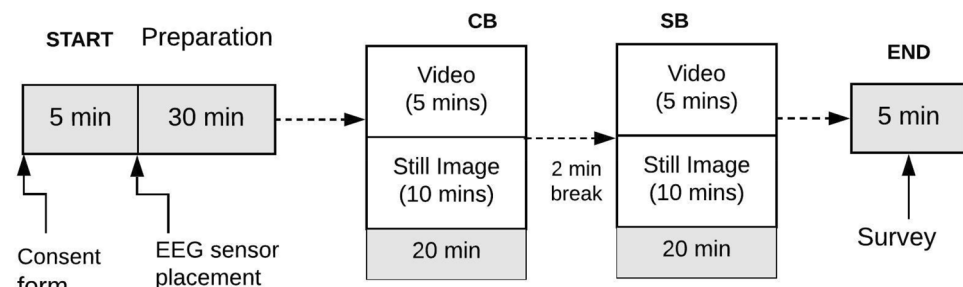 START
Preparation
CB
SB
END
5 min
30 min
Video
(5 mins)
Still Image
(10 mins)
20 min
2 min
break
Video
(5 mins)
Still Image
(10 mins)
20 min
5 min
Consent
form
EEG sensor
placement
Survey